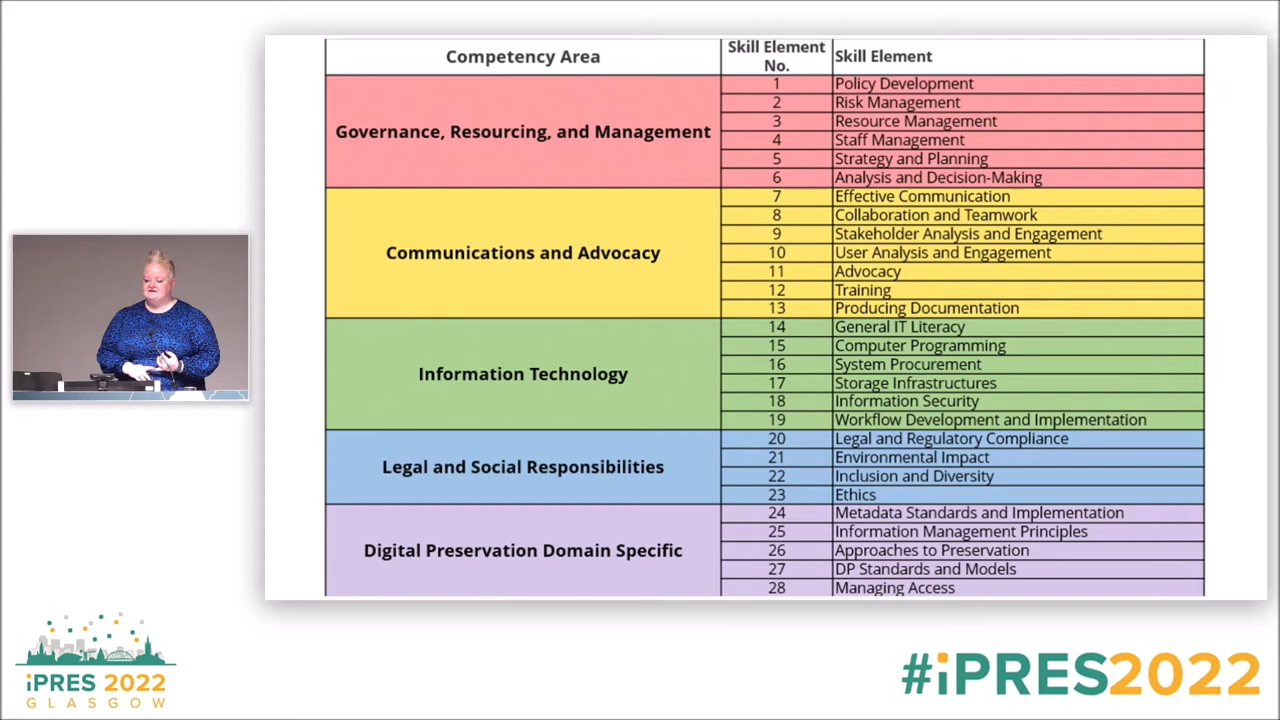 Competency Area
Skill Element No.
Skill Element
Governance, Resourcing, and Management
1 Policy Development
2 Risk Management
3 Resource Management
4 Staff Management
5 Strategy and Planning
6 Analysis and Decision-Making
Communications and Advocacy
7 Effective Communication
8 Collaboration and Teamwork
9 Stakeholder Analysis and Engagement
10 User Analysis and Engagement
11 Advocacy
12 Training
13 Producing Documentation
Information Technology
14 General IT Literacy
15 Computer Programming
16 System Procurement
17 Storage Infrastructures
18 Information Security
19 Workflow Development and Implementation
Legal and Social Responsibilities
20 Legal and Regulatory Compliance
21 Environmental Impact
22 Inclusion and Diversity
23 Ethics
Digital Preservation Domain Specific
24 Metadata Standards and Implementation
25 Information Management Principles
26 Approaches to Preservation
27 DP Standards and Models
28 Managing Access
iPRES 2022
GLASGOW
#iPRES2022